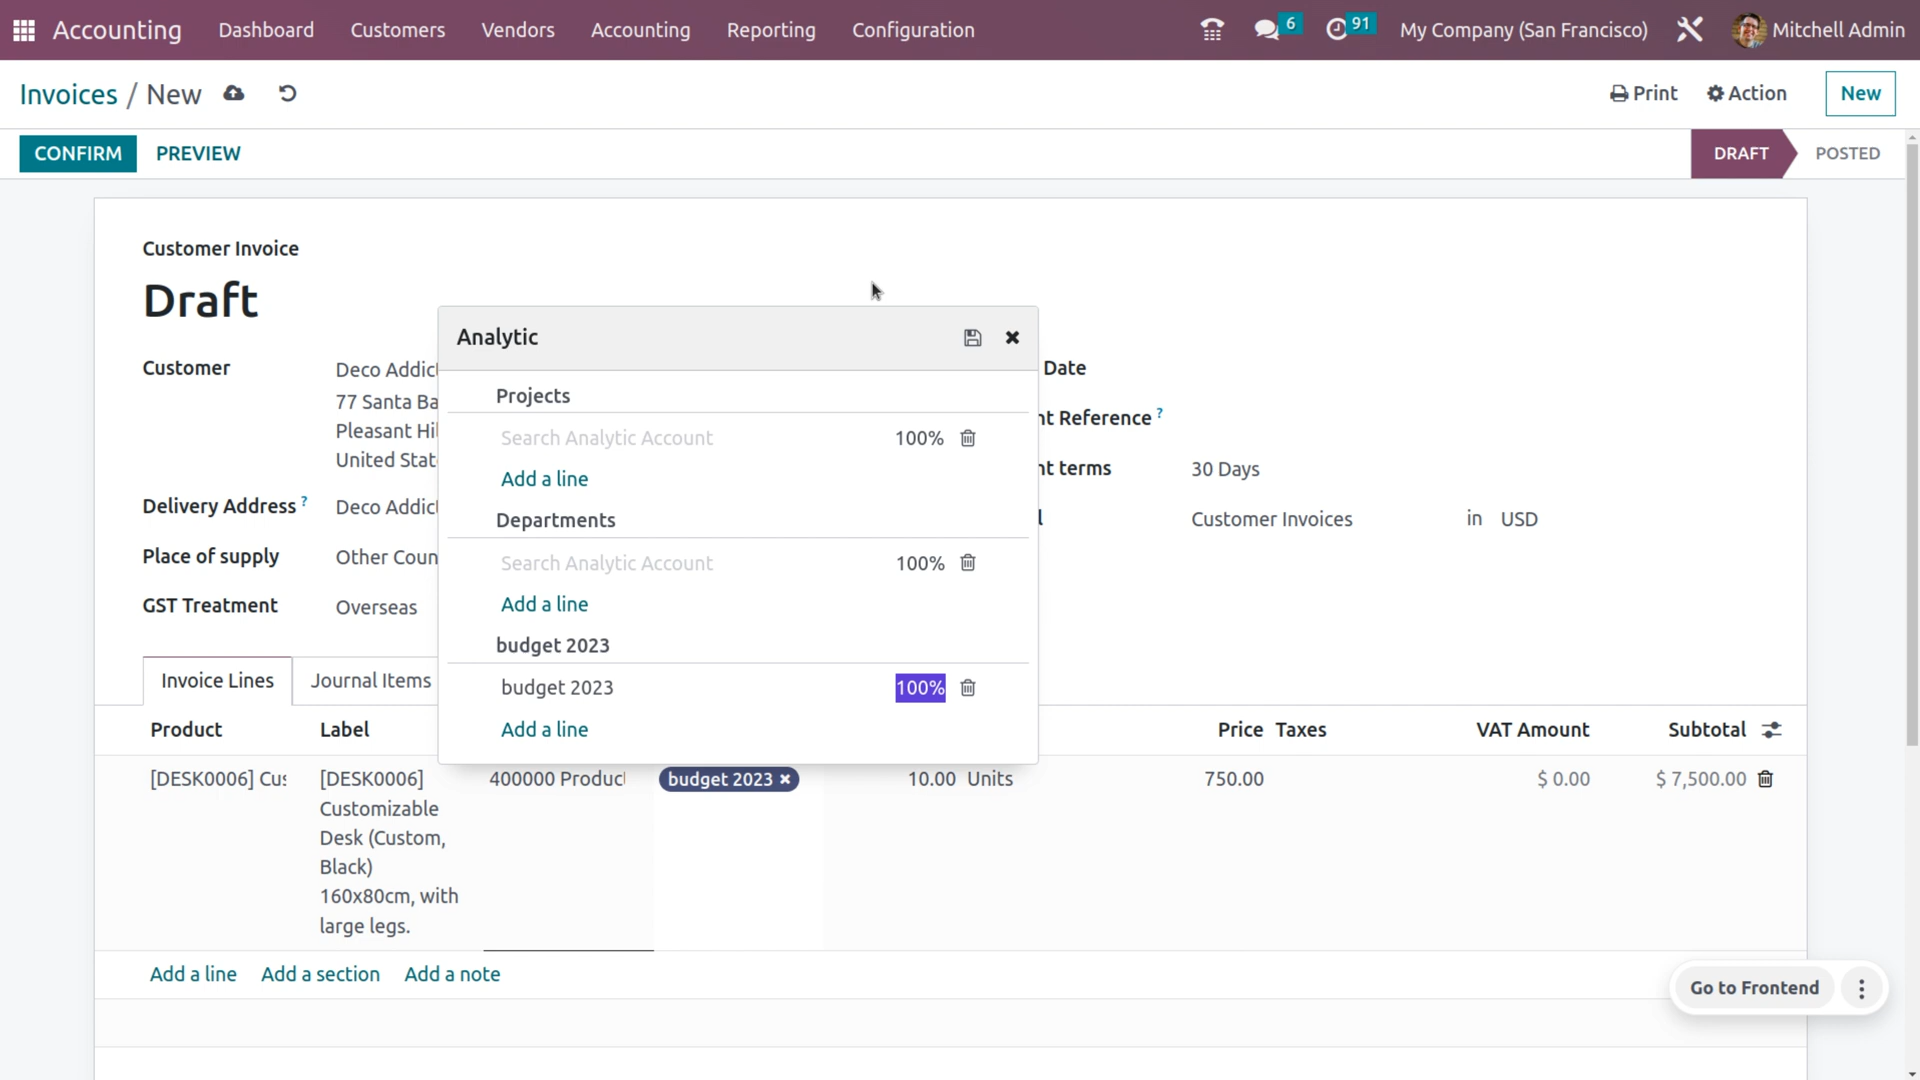 Accounting Dashboard Customers Vendors Accounting Reporting Configuration 6 91 My Company (San Francisco) Mitchell Admin
Invoices / New Print Action New
CONFIRM PREVIEW DRAFT POSTED
Customer Invoice
Draft
Analytic
Customer Deco Addict Date
Projects
77 Santa Ba
nt Reference ?
Pleasant Hil
Search Analytic Account 100%
United Stat
nt terms 30 Days
Add a line
Delivery Address ? Deco Addict
Departments
Customer Invoices in USD
Place of supply Other Coun
Search Analytic Account 100%
GST Treatment Overseas
Add a line
budget 2023
Invoice Lines Journal Items
budget 2023 100%
Add a line
Product Label Price Taxes VAT Amount Subtotal
[DESK0006] Cus [DESK0006] 400000 Product budget 2023 10.00 Units 750.00 $ 0.00 $ 7,500.00
Customizable
Desk (Custom,
Black)
160x80cm, with
large legs.
Add a line Add a section Add a note
Go to Frontend